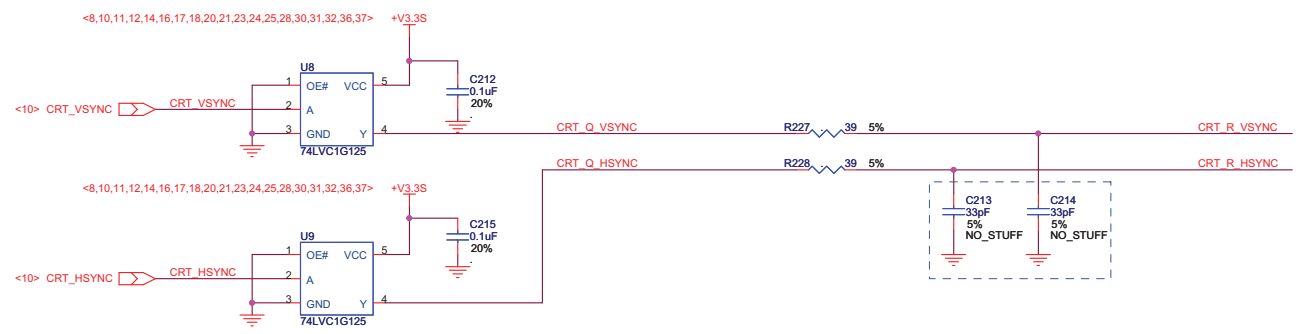 <8,10,11,12,14,16,17,18,20,21,23,24,25,28,30,31,32,36,37> +V3.3S
U8
1 OE# VCC 5
C212
0.1uF
20%
<10> CRT_VSYNC CRT_VSYNC 2 A
3 GND Y 4 CRT_Q_VSYNC R227 39 5% CRT_R_VSYNC
74LVC1G125
CRT_Q_HSYNC R228 39 5% CRT_R_HSYNC
<8,10,11,12,14,16,17,18,20,21,23,24,25,28,30,31,32,36,37> +V3.3S
C213
33pF
5%
NO_STUFF
C214
33pF
5%
NO_STUFF
U9
1 OE# VCC 5
C215
0.1uF
20%
<10> CRT_HSYNC CRT_HSYNC 2 A
3 GND Y 4
74LVC1G125